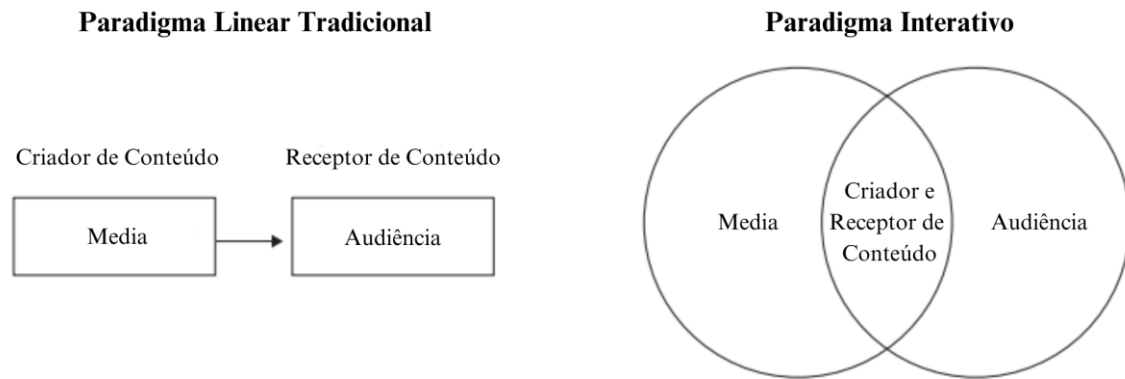 Paradigma Linear Tradicional
Criador de Conteúdo
Receptor de Conteúdo
Media
Audiência
Paradigma Interativo
Media
Criador e
Receptor de
Conteúdo
Audiência